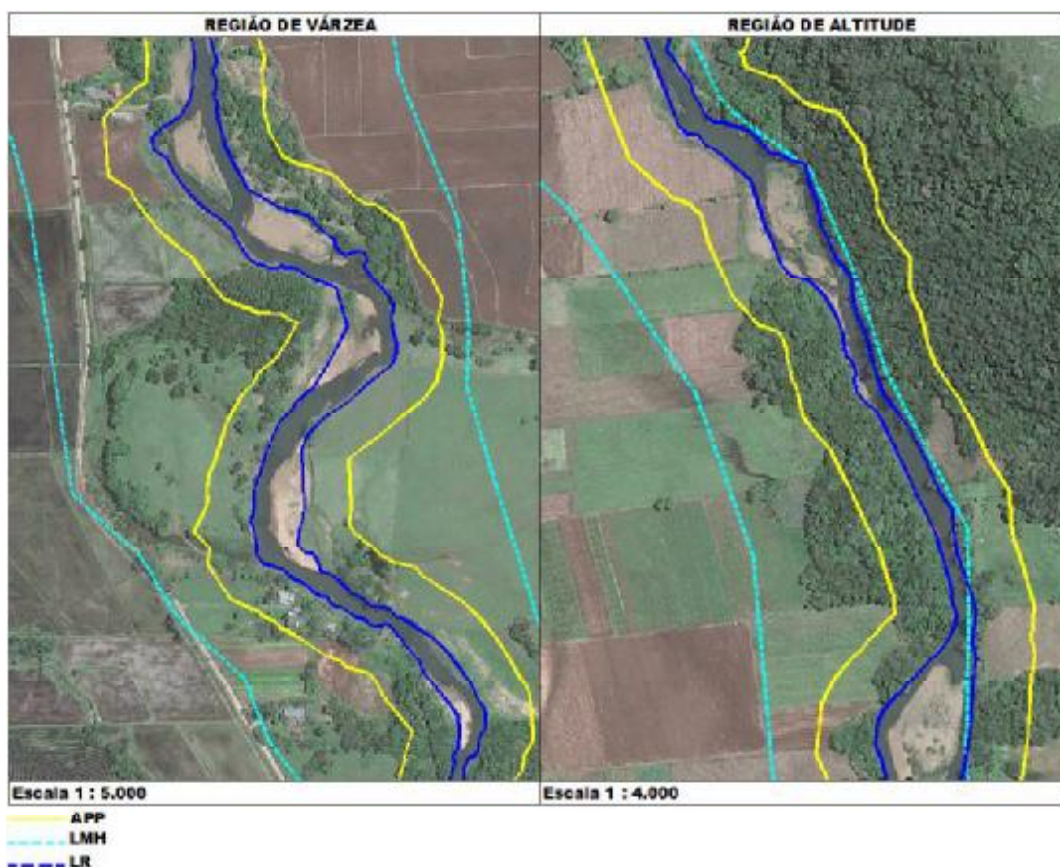 REGIÃO DE VÁRZEA
REGIÃO DE ALTITUDE
Escala 1 : 5.000
Escala 1 : 4.000
APP
LMH
LR